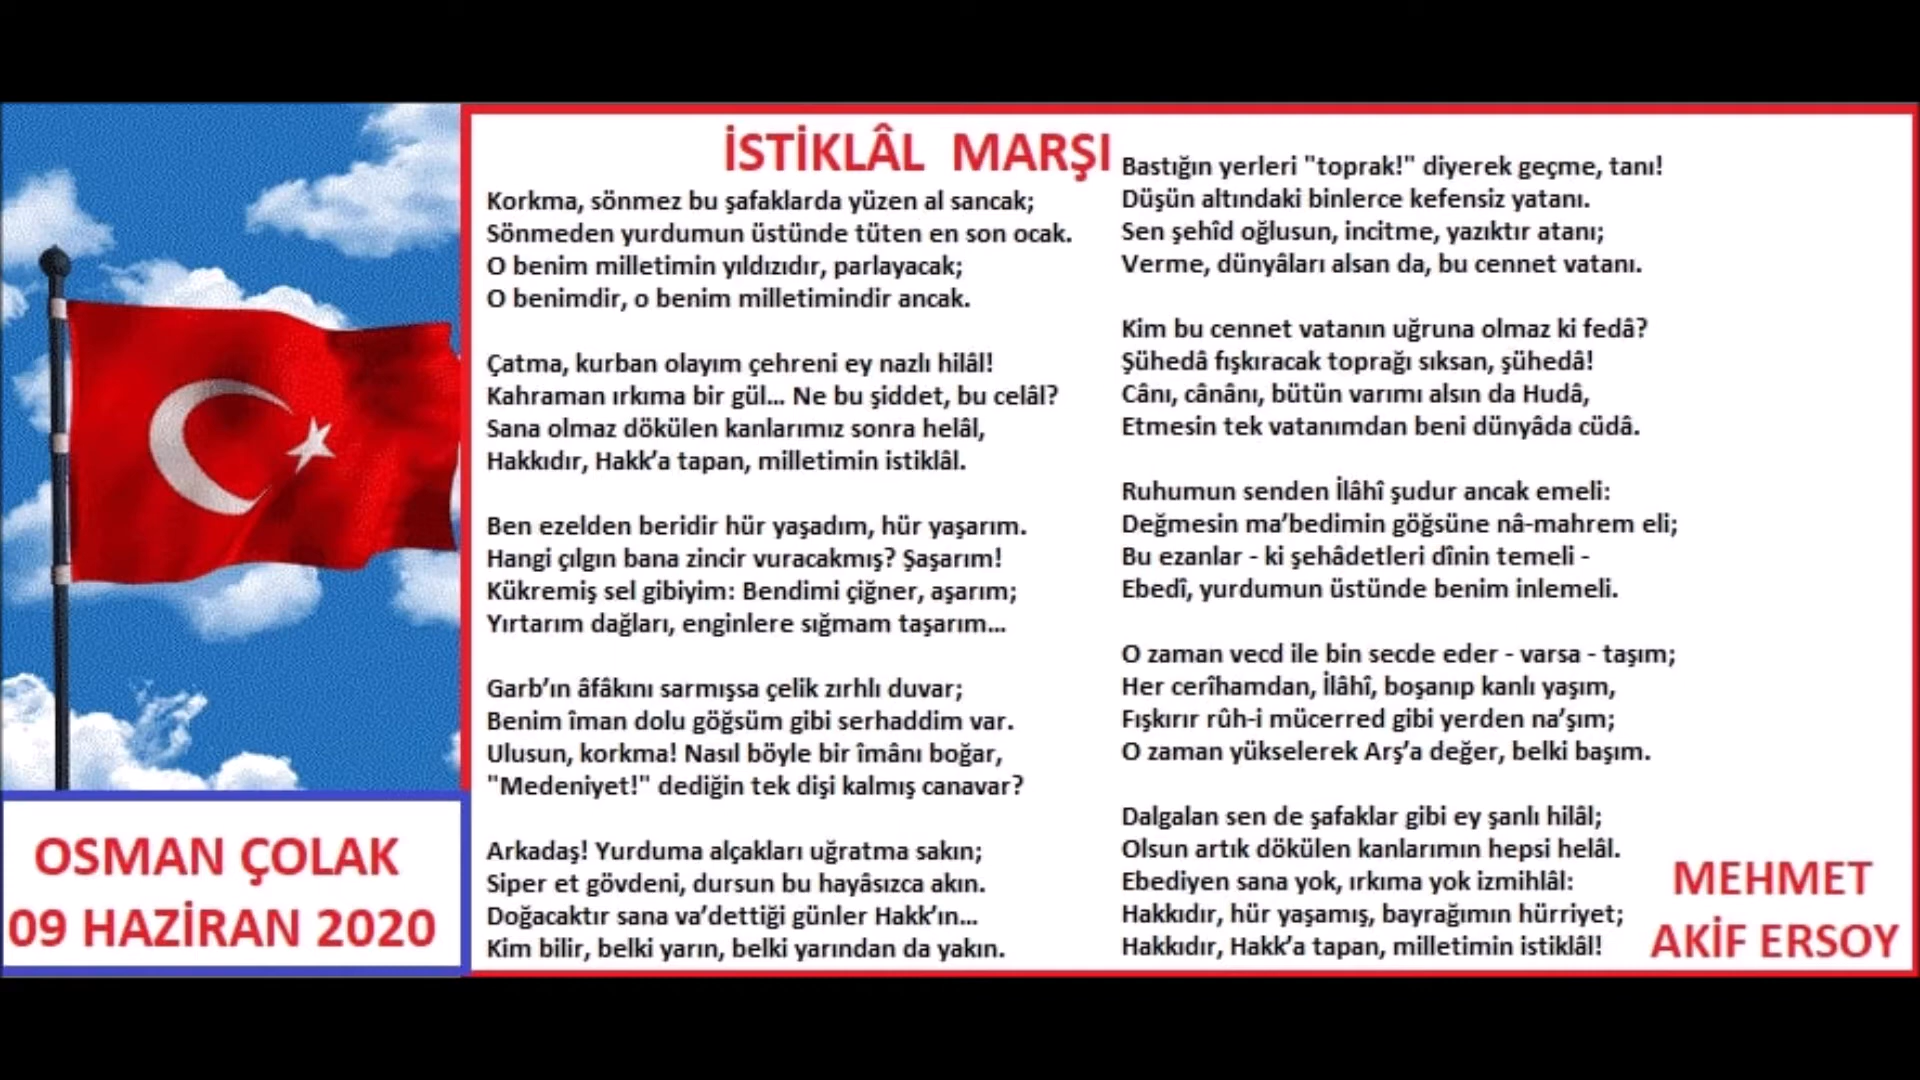 İSTİKLÂL MARŞI
Korkma, sönmez bu şafaklarda yüzen al sancak;
Sönmeden yurdumun üstünde tüten en son ocak.
O benim milletimin yıldızıdır, parlayacak;
O benimdir, o benim milletimindir ancak.
Çatma, kurban olayım çehreni ey nazlı hilâl!
Kahraman ırkıma bir gül... Ne bu şiddet, bu celâl?
Sana olmaz dökülen kanlarımız sonra helâl,
Hakkıdır, Hakk’a tapan, milletimin istiklâl.
Ben ezelden beridir hür yaşadım, hür yaşarım.
Hangi çılgın bana zincir vuracakmış? Şaşarım!
Kükremiş sel gibiyim: Bendimi çiğner, aşarım;
Yırtarım dağları, enginlere sığmam taşarım...
Garb’ın âfâkını sarmışsa çelik zırhlı duvar;
Benim îman dolu göğsüm gibi serhaddim var.
Ulusun, korkma! Nasıl böyle bir îmânı boğar,
"Medeniyet!" dediğin tek dişi kalmış canavar?
Arkadaş! Yurduma alçakları uğratma sakın;
Siper et gövdeni, dursun bu hayâsızca akın.
Doğacaktır sana va’dettiği günler Hakk’ın...
Kim bilir, belki yarın, belki yarından da yakın.
Bastığın yerleri "toprak!" diyerek geçme, tanı!
Düşün altındaki binlerce kefensiz yatanı.
Sen şehîd oğlusun, incitme, yazıktır atanı;
Verme, dünyâları alsan da, bu cennet vatanı.
Kim bu cennet vatanın uğruna olmaz ki fedâ?
Şühedâ fışkıracak toprağı sıksan, şühedâ!
Cânı, cânânı, bütün varımı alsın da Hudâ,
Etmesin tek vatanımdan beni dünyâda cüdâ.
Ruhumun senden İlâhî şudur ancak emeli:
Değmesin ma’bedimin göğsüne nâ-mahrem eli;
Bu ezanlar - ki şehâdetleri dînin temeli -
Ebedî, yurdumun üstünde benim inlemeli.
O zaman vecd ile bin secde eder - varsa - taşım;
Her cerîhamdan, İlâhî, boşanıp kanlı yaşım,
Fışkırır rûh-i mücerred gibi yerden na’şım;
O zaman yükselerek Arş’a değer, belki başım.
Dalgalan sen de şafaklar gibi ey şanlı hilâl;
Olsun artık dökülen kanlarımın hepsi helâl.
Ebediyen sana yok, ırkıma yok izmihlâl:
Hakkıdır, hür yaşamış, bayrağımın hürriyet;
Hakkıdır, Hakk’a tapan, milletimin istiklâl!
MEHMET
AKİF ERSOY
OSMAN ÇOLAK
09 HAZİRAN 2020